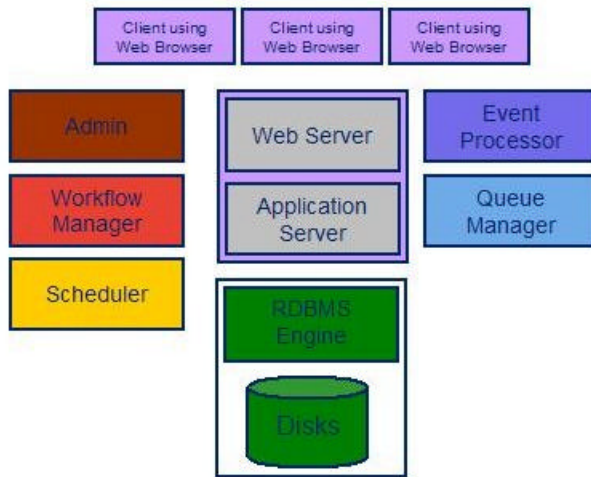 Client using
Web Browser
Client using
Web Browser
Client using
Web Browser
Admin
Web Server
Event
Processor
Workflow
Manager
Application
Server
Queue
Manager
Scheduler
RDBMS
Engine
Disks